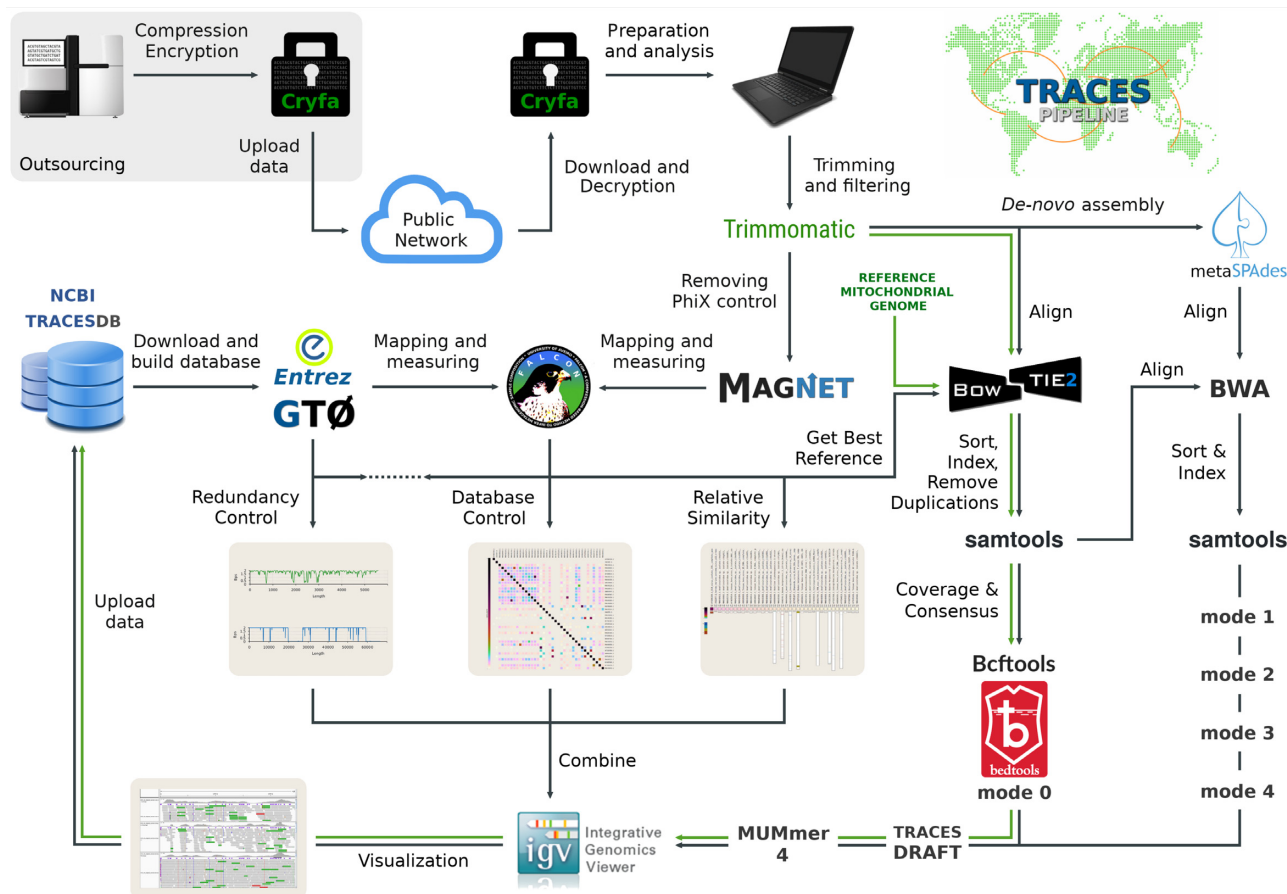 Compression
Encryption
Cryfa
Outsourcing
Upload
data
Public
Network
Download and
Decryption
Cryfa
Preparation
and analysis
TRACES
PIPELINE
Trimming
and filtering
Trimmomatic
De-novo assembly
metaSPAdes
Removing
PhiX control
REFERENCE
MITOCHONDRIAL
GENOME
Align
Align
NCBI
TRACESDB
Download and
build database
Entrez
GTØ
Mapping and
measuring
FALCON
Mapping and
measuring
MAGNET
BOW
TIE2
Align
BWA
Get Best
Reference
Sort,
Index,
Remove
Duplications
Sort &
Index
Redundancy
Control
Database
Control
Relative
Similarity
samtools
samtools
Length
Length
Coverage &
Consensus
Bcftools
bedtools
mode 0
mode 1
mode 2
mode 3
mode 4
Upload
data
Combine
Visualization
igv
Integrative
Genomics
Viewer
MUMmer
4
TRACES
DRAFT